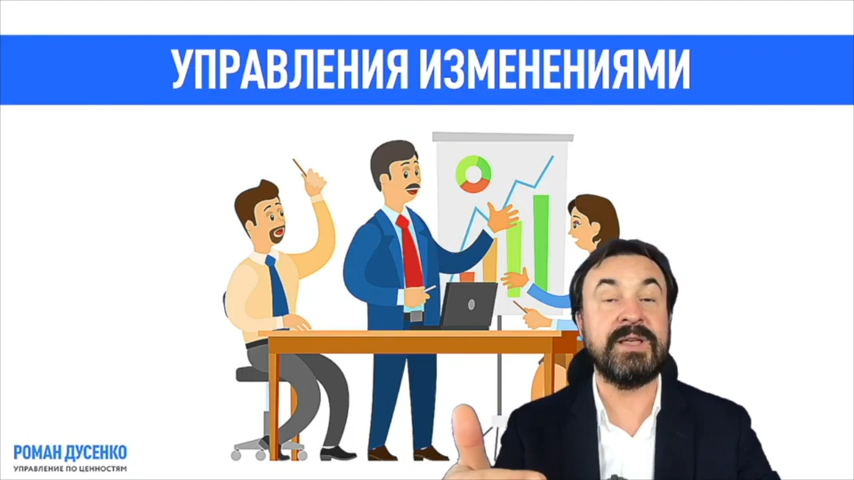 УПРАВЛЕНИЯ ИЗМЕНЕНИЯМИ
РОМАН ДУСЕНКО
УПРАВЛЕНИЕ ПО ЦЕННОСТЯМ